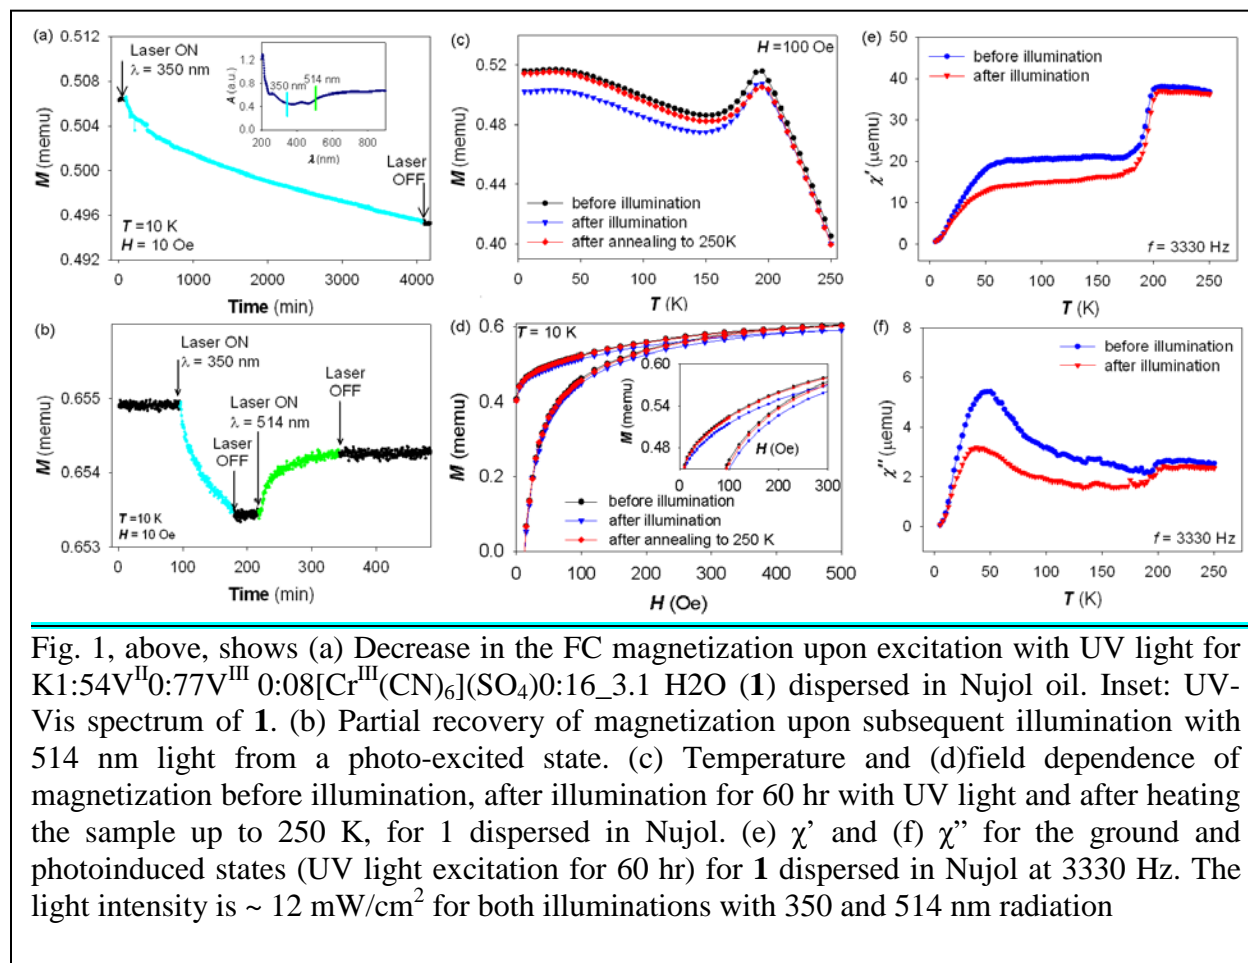 (a)
0.512
0.508
0.504
0.500
0.496
0.492
M (memu)
Laser ON
λ = 350 nm
Laser
OFF
T =10 K
H = 10 Oe
0 1000 2000 3000 4000
Time (min)
1.2
0.8
0.4
0.0
A (a.u.)
350 nm
514 nm
200 400 600 800
λ (nm)
(b)
0.655
0.654
0.653
M (memu)
Laser ON
λ = 350 nm
Laser
OFF
Laser ON
λ = 514 nm
Laser
OFF
T =10 K
H = 10 Oe
0 100 200 300 400
Time (min)
(c)
H =100 Oe
0.52
0.48
0.44
0.40
M (memu)
before illumination
after illumination
after annealing to 250K
0 50 100 150 200 250
T (K)
(d)
0.6
0.4
0.2
0.0
M (memu)
T = 10 K
0.60
0.54
0.48
M (memu)
H (Oe)
0 100 200 300
before illumination
after illumination
after annealing to 250 K
0 100 200 300 400 500
H (Oe)
(e)
50
40
30
20
10
0
χ' (μemu)
before illumination
after illumination
f = 3330 Hz
0 50 100 150 200 250
T (K)
(f)
8
6
4
2
0
χ'' (μemu)
before illumination
after illumination
f = 3330 Hz
0 50 100 150 200 250
T (K)
Fig. 1, above, shows (a) Decrease in the FC magnetization upon excitation with UV light for
K1:54V^II0:77V^III 0:08[Cr^III(CN)₆](SO₄)0:16_3.1 H2O (1) dispersed in Nujol oil. Inset: UV-
Vis spectrum of 1. (b) Partial recovery of magnetization upon subsequent illumination with
514 nm light from a photo-excited state. (c) Temperature and (d)field dependence of
magnetization before illumination, after illumination for 60 hr with UV light and after heating
the sample up to 250 K, for 1 dispersed in Nujol. (e) χ' and (f) χ" for the ground and
photoinduced states (UV light excitation for 60 hr) for 1 dispersed in Nujol at 3330 Hz. The
light intensity is ~ 12 mW/cm² for both illuminations with 350 and 514 nm radiation